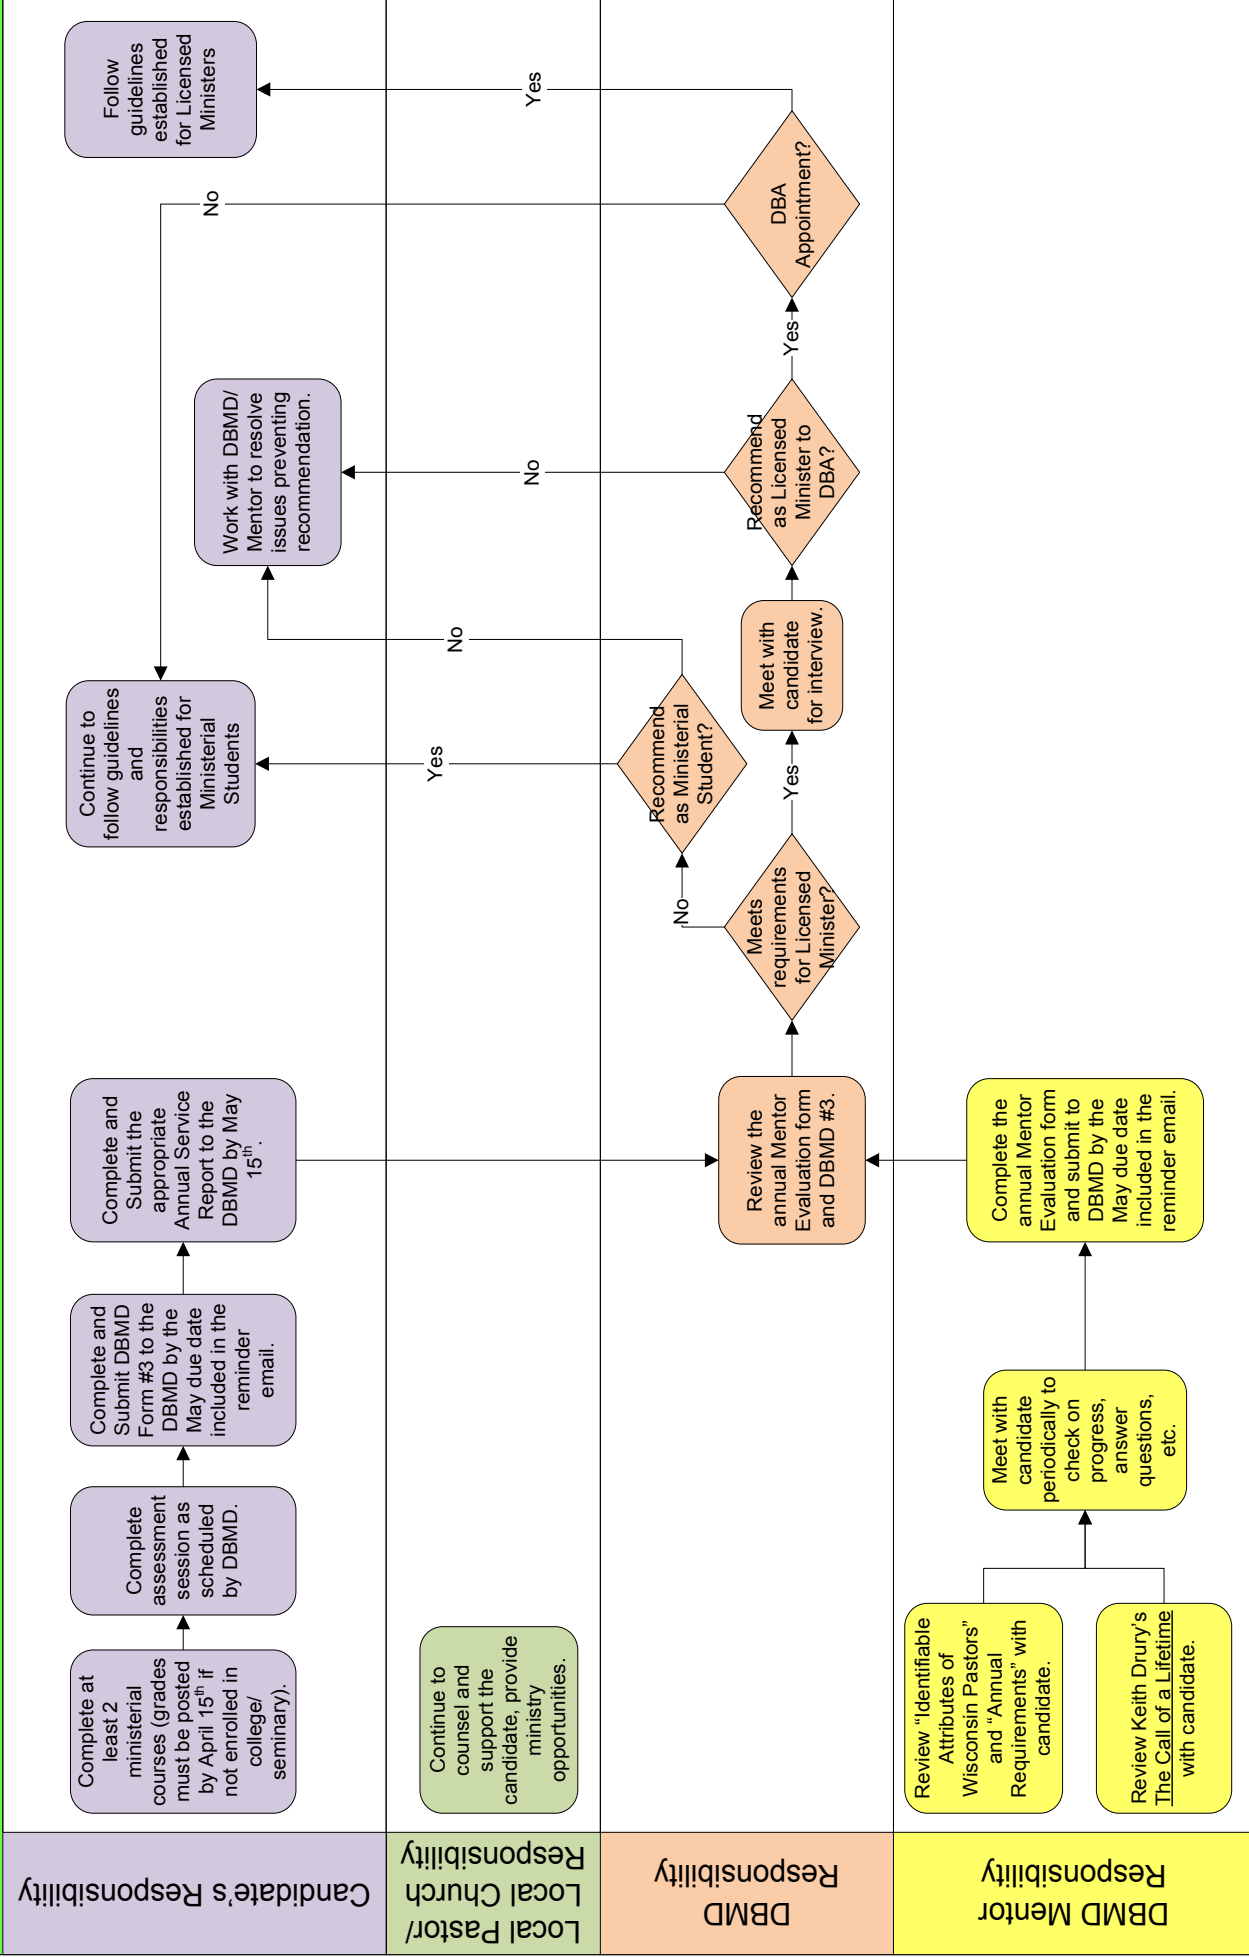 Candidate's Responsibility
Complete at
least 2
ministerial
courses (grades
must be posted
by April 15th if
not enrolled in
college/
seminary).
Complete
assessment
session as
scheduled
by DBMD.
Complete and
Submit DBMD
Form #3 to the
DBMD by the
May due date
included in the
reminder
email.
Complete and
Submit the
appropriate
Annual Service
Report to the
DBMD by May
15th.
Continue to
follow guidelines
and
responsibilities
established for
Ministerial
Students
Work with DBMD/
Mentor to resolve
issues preventing
recommendation.
No
Follow
guidelines
established
for Licensed
Ministers
Local Pastor/
Local Church
Responsibility
Continue to
counsel and
support the
candidate, provide
ministry
opportunities.
Yes
No
No
Yes
DBMD
Responsibility
Review the
annual Mentor
Evaluation form
and DBMD #3.
Meets
requirements
for Licensed
Minister?
No
Recommend
as Ministerial
Student?
Yes
Meet with
candidate
for interview.
Recommend
as Licensed
Minister to
DBA?
Yes
DBA
Appointment?
DBMD Mentor
Responsibility
Review “Identifiable
Attributes of
Wisconsin Pastors”
and “Annual
Requirements” with
candidate.
Review Keith Drury’s
The Call of a Lifetime
with candidate.
Meet with
candidate
periodically to
check on
progress,
answer
questions,
etc.
Complete the
annual Mentor
Evaluation form
and submit to
DBMD by the
May due date
included in the
reminder email.